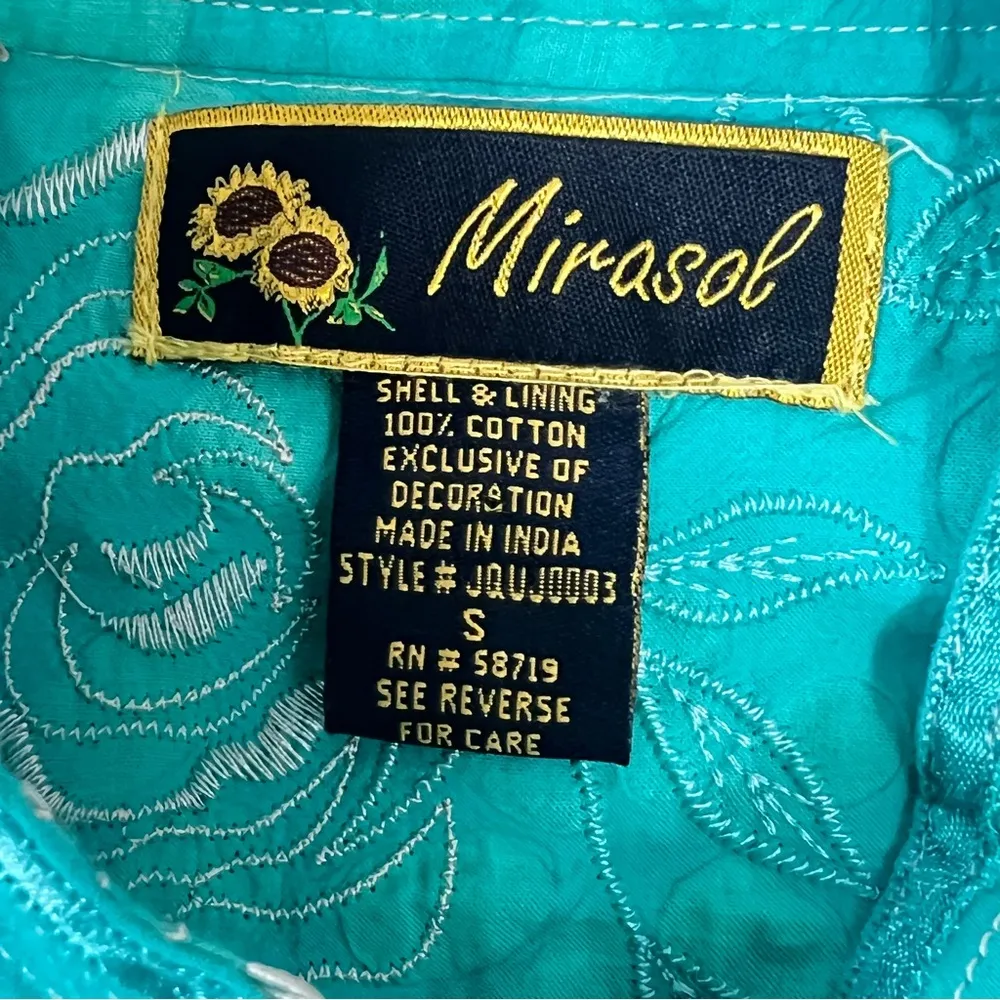 Mirasol
SHELL & LINING
100% COTTON
EXCLUSIVE OF
DECORATION
MADE IN INDIA
STYLE # JQUJ0003
S
RN # 58719
SEE REVERSE
FOR CARE